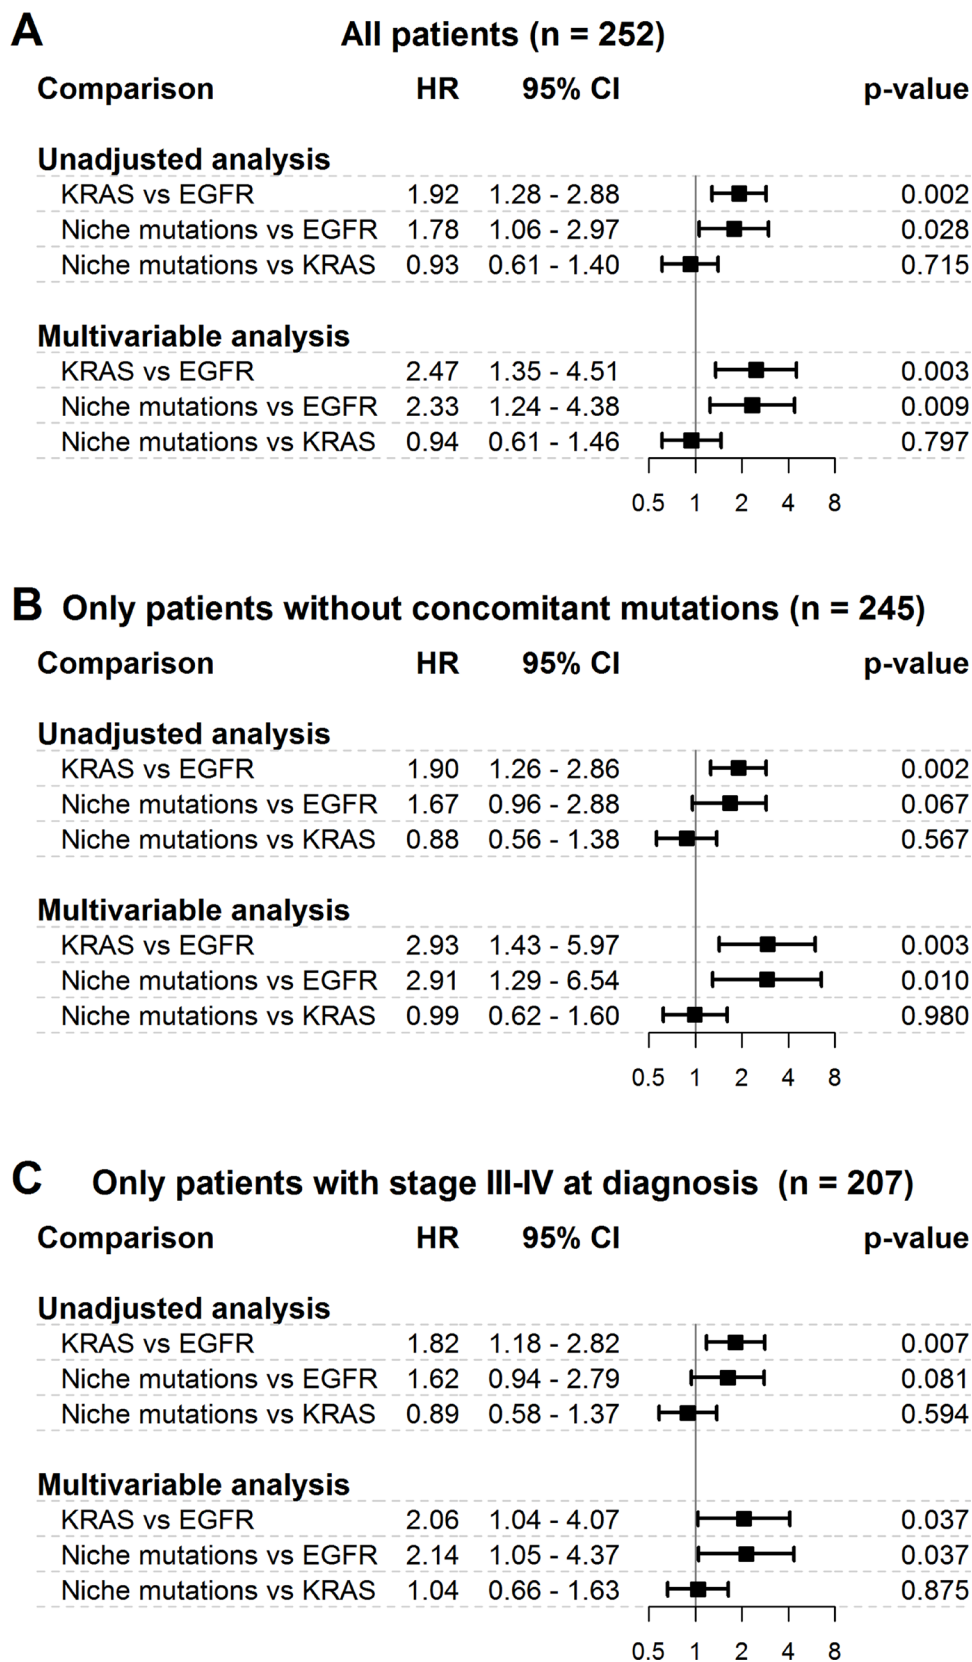 A All patients (n = 252)
Comparison HR 95% CI p-value
Unadjusted analysis
KRAS vs EGFR 1.92 1.28 - 2.88 0.002
Niche mutations vs EGFR 1.78 1.06 - 2.97 0.028
Niche mutations vs KRAS 0.93 0.61 - 1.40 0.715
Multivariable analysis
KRAS vs EGFR 2.47 1.35 - 4.51 0.003
Niche mutations vs EGFR 2.33 1.24 - 4.38 0.009
Niche mutations vs KRAS 0.94 0.61 - 1.46 0.797
0.5 1 2 4 8
B Only patients without concomitant mutations (n = 245)
Comparison HR 95% CI p-value
Unadjusted analysis
KRAS vs EGFR 1.90 1.26 - 2.86 0.002
Niche mutations vs EGFR 1.67 0.96 - 2.88 0.067
Niche mutations vs KRAS 0.88 0.56 - 1.38 0.567
Multivariable analysis
KRAS vs EGFR 2.93 1.43 - 5.97 0.003
Niche mutations vs EGFR 2.91 1.29 - 6.54 0.010
Niche mutations vs KRAS 0.99 0.62 - 1.60 0.980
0.5 1 2 4 8
C Only patients with stage III-IV at diagnosis (n = 207)
Comparison HR 95% CI p-value
Unadjusted analysis
KRAS vs EGFR 1.82 1.18 - 2.82 0.007
Niche mutations vs EGFR 1.62 0.94 - 2.79 0.081
Niche mutations vs KRAS 0.89 0.58 - 1.37 0.594
Multivariable analysis
KRAS vs EGFR 2.06 1.04 - 4.07 0.037
Niche mutations vs EGFR 2.14 1.05 - 4.37 0.037
Niche mutations vs KRAS 1.04 0.66 - 1.63 0.875
0.5 1 2 4 8